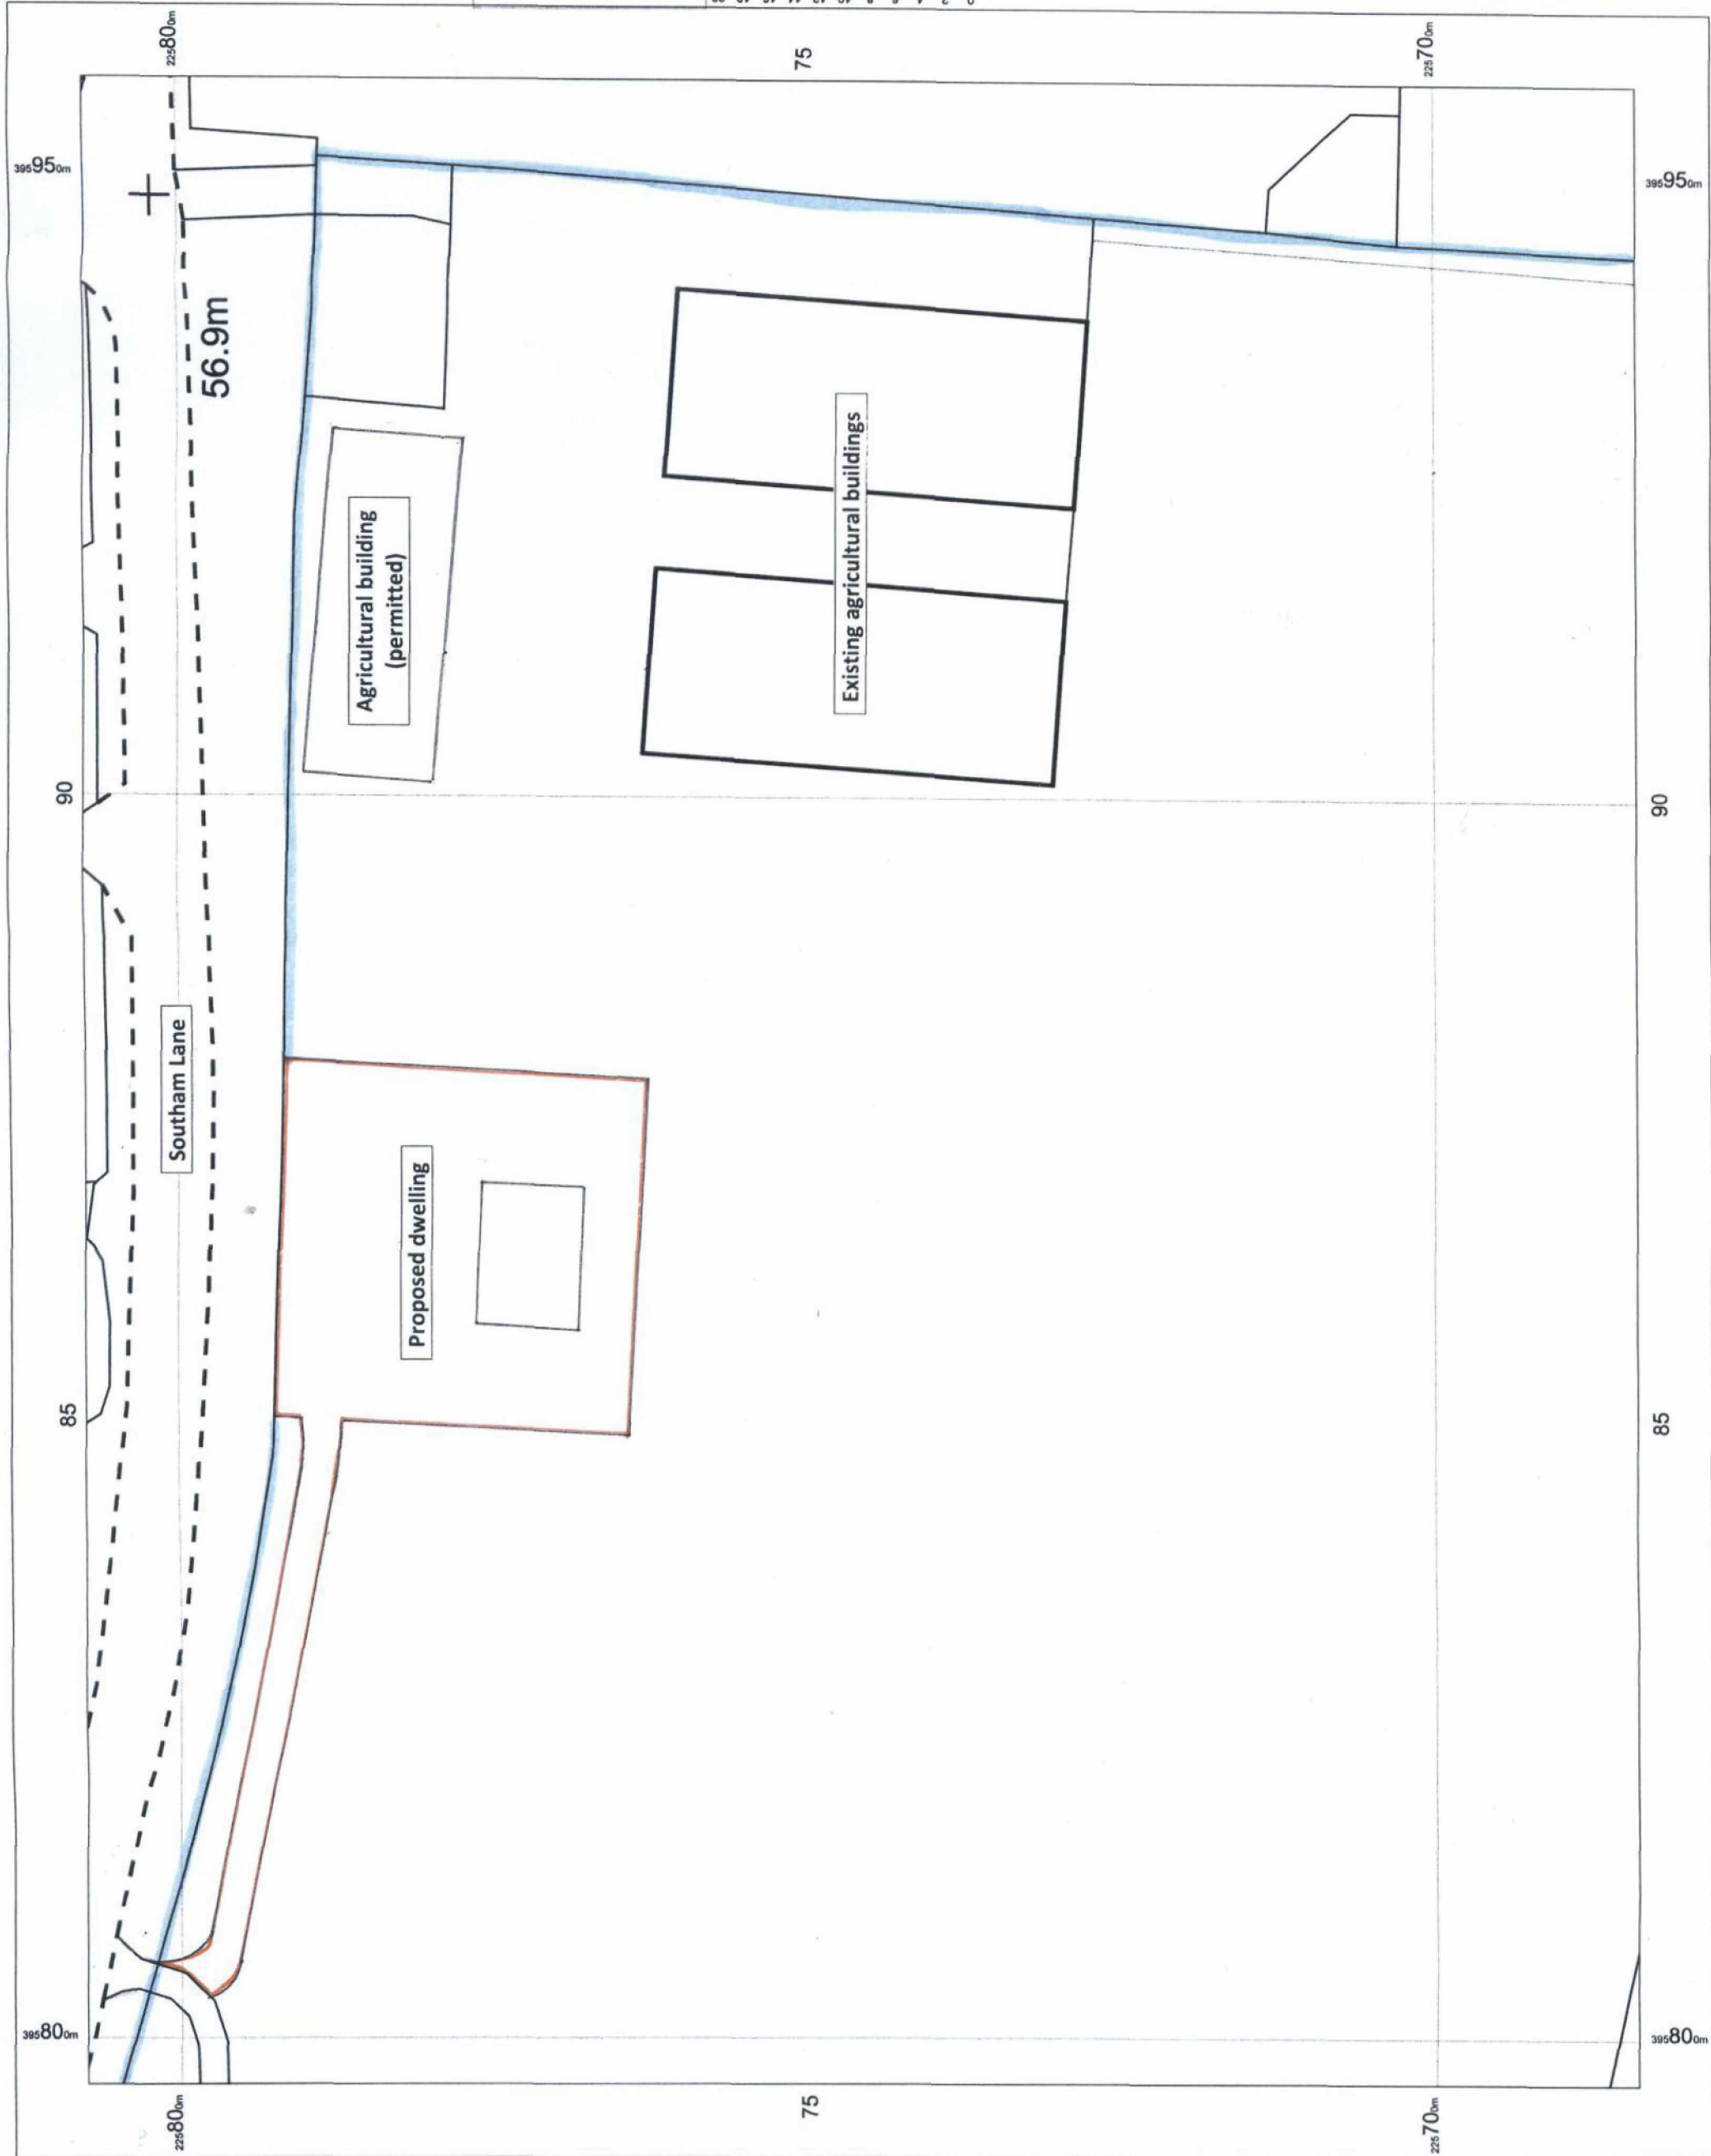 225800m
75
225700m
395950m
395950m
56.9m
Existing agricultural buildings
Agricultural building
(permitted)
90
90
Southam Lane
Proposed dwelling
85
85
395800m
395800m
225800m
75
225700m